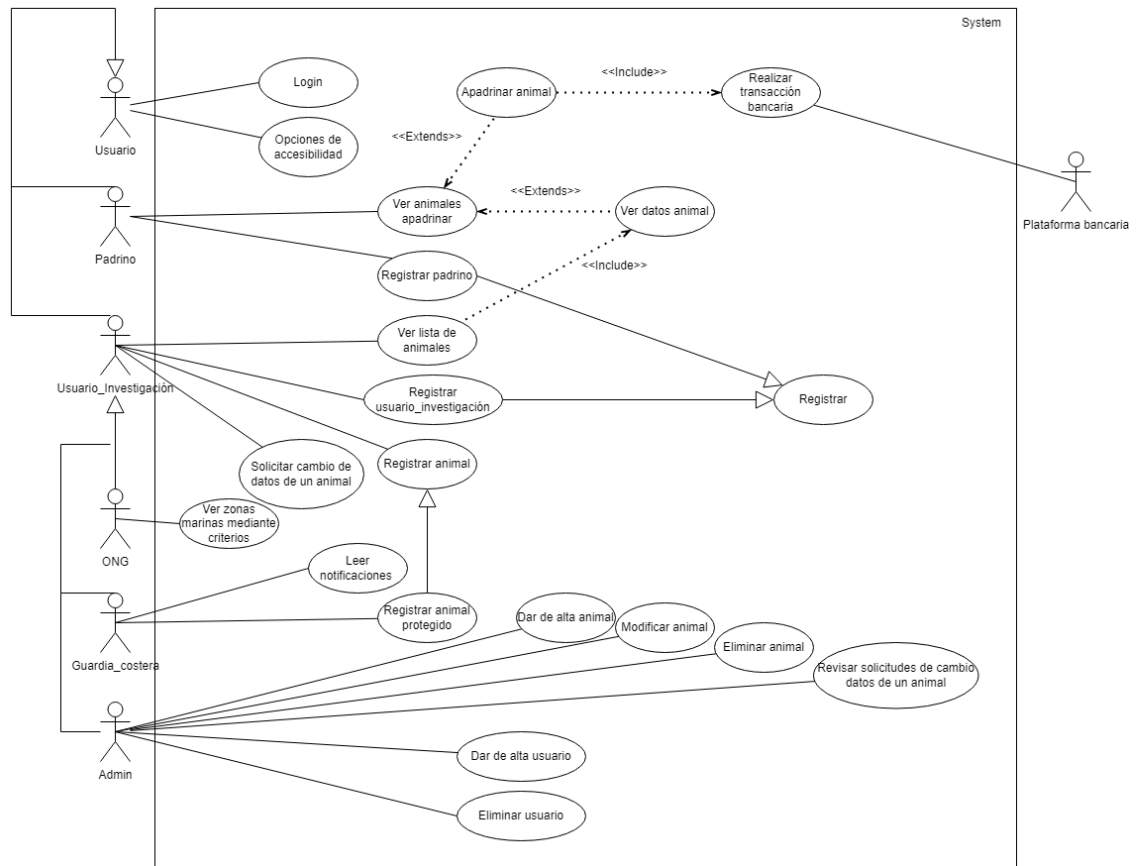 System
Login
<<Include>>
Apadrinar animal
Realizar
transacción
bancaria
<<Extends>>
Usuario
Opciones de
accesibilidad
Ver animales
apadrinar
<<Extends>>
Ver datos animal
Plataforma bancaria
Padrino
Registrar padrino
<<Include>>
Ver lista de
animales
Usuario_Investigación
Registrar
usuario_investigación
Registrar
Solicitar cambio de
datos de un animal
Registrar animal
Ver zonas
marinas mediante
criterios
ONG
Leer
notificaciones
Registrar animal
protegido
Guardia_costera
Dar de alta animal
Modificar animal
Eliminar animal
Revisar solicitudes de cambio
datos de un animal
Admin
Dar de alta usuario
Eliminar usuario